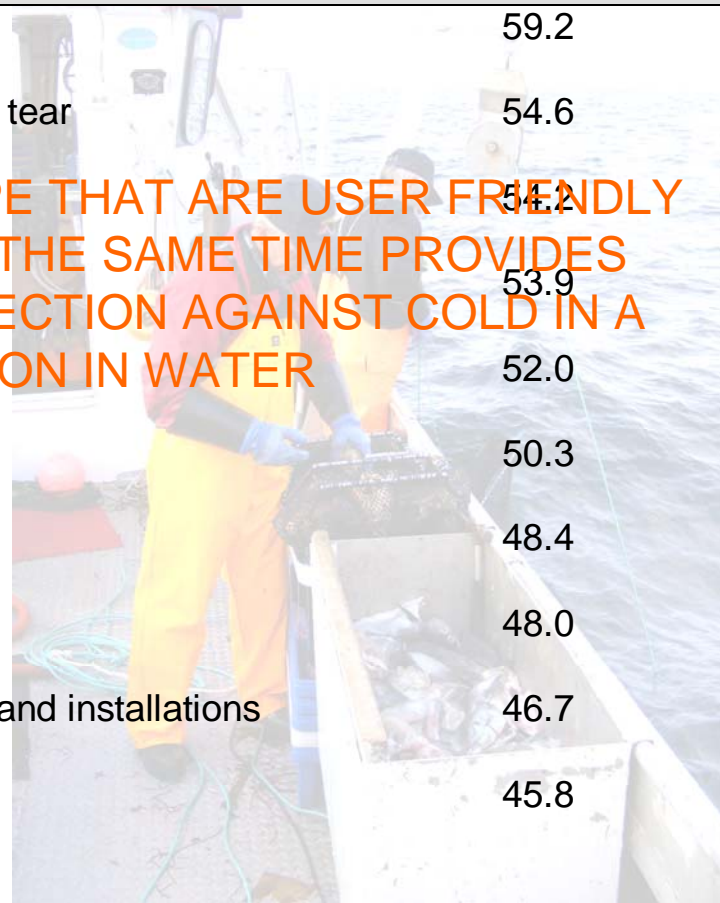 59.2
tear 54.6
PE THAT ARE USER FRIENDLY
54.2
THE SAME TIME PROVIDES
53.9
ECTION AGAINST COLD IN A
ON IN WATER 52.0
50.3
48.4
48.0
and installations 46.7
45.8